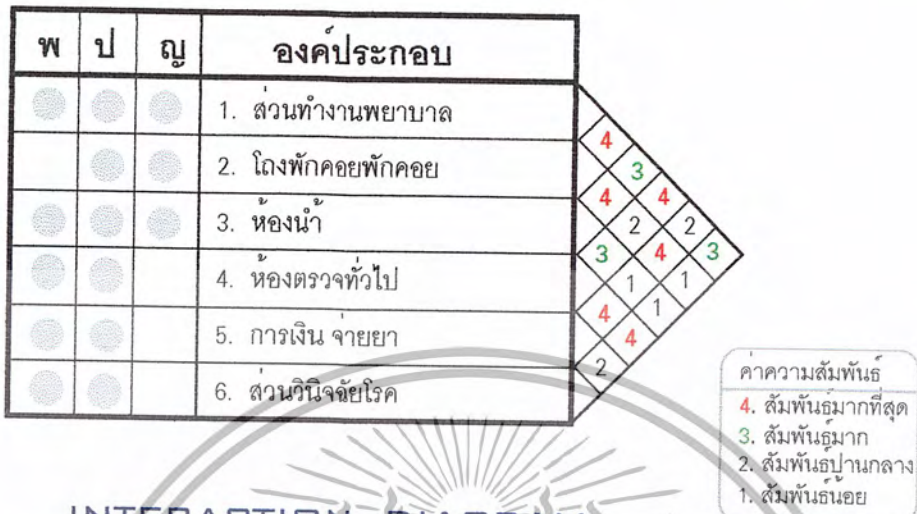 พ ป ญ องค์ประกอบ
1. ส่วนทำงานพยาบาล
2. โถงพักคอยพักคอย
3. ห้องน้ำ
4. ห้องตรวจทั่วไป
5. การเงิน จ่ายยา
6. ส่วนวินิจฉัยโรค
4
3
4 4
2 2
3 4 3
1 1
4 1
4
2
ค่าความสัมพันธ์
4. สัมพันธ์มากที่สุด
3. สัมพันธ์มาก
2. สัมพันธ์ปานกลาง
1. สัมพันธ์น้อย
INTERACTION